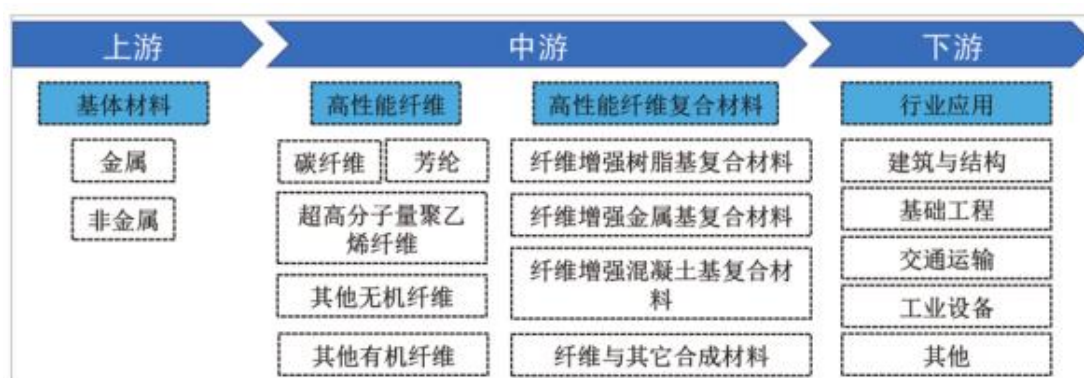 上游
中游
下游
基体材料
高性能纤维
高性能纤维复合材料
行业应用
金属
碳纤维
芳纶
纤维增强树脂基复合材料
建筑与结构
非金属
超高分子量聚乙
烯纤维
纤维增强金属基复合材料
基础工程
其他无机纤维
纤维增强混凝土基复合材
料
交通运输
工业设备
其他有机纤维
纤维与其它合成材料
其他